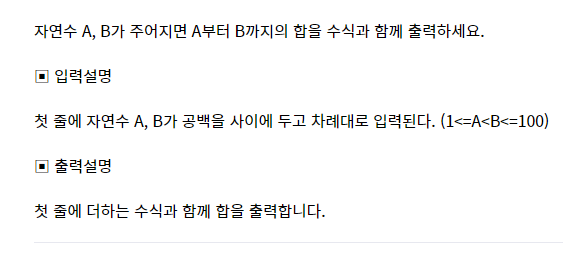 자연수 A, B가 주어지면 A부터 B까지의 합을 수식과 함께 출력하세요.
▣ 입력설명
첫 줄에 자연수 A, B가 공백을 사이에 두고 차례대로 입력된다. (1<=A<B<=100)
▣ 출력설명
첫 줄에 더하는 수식과 함께 합을 출력합니다.